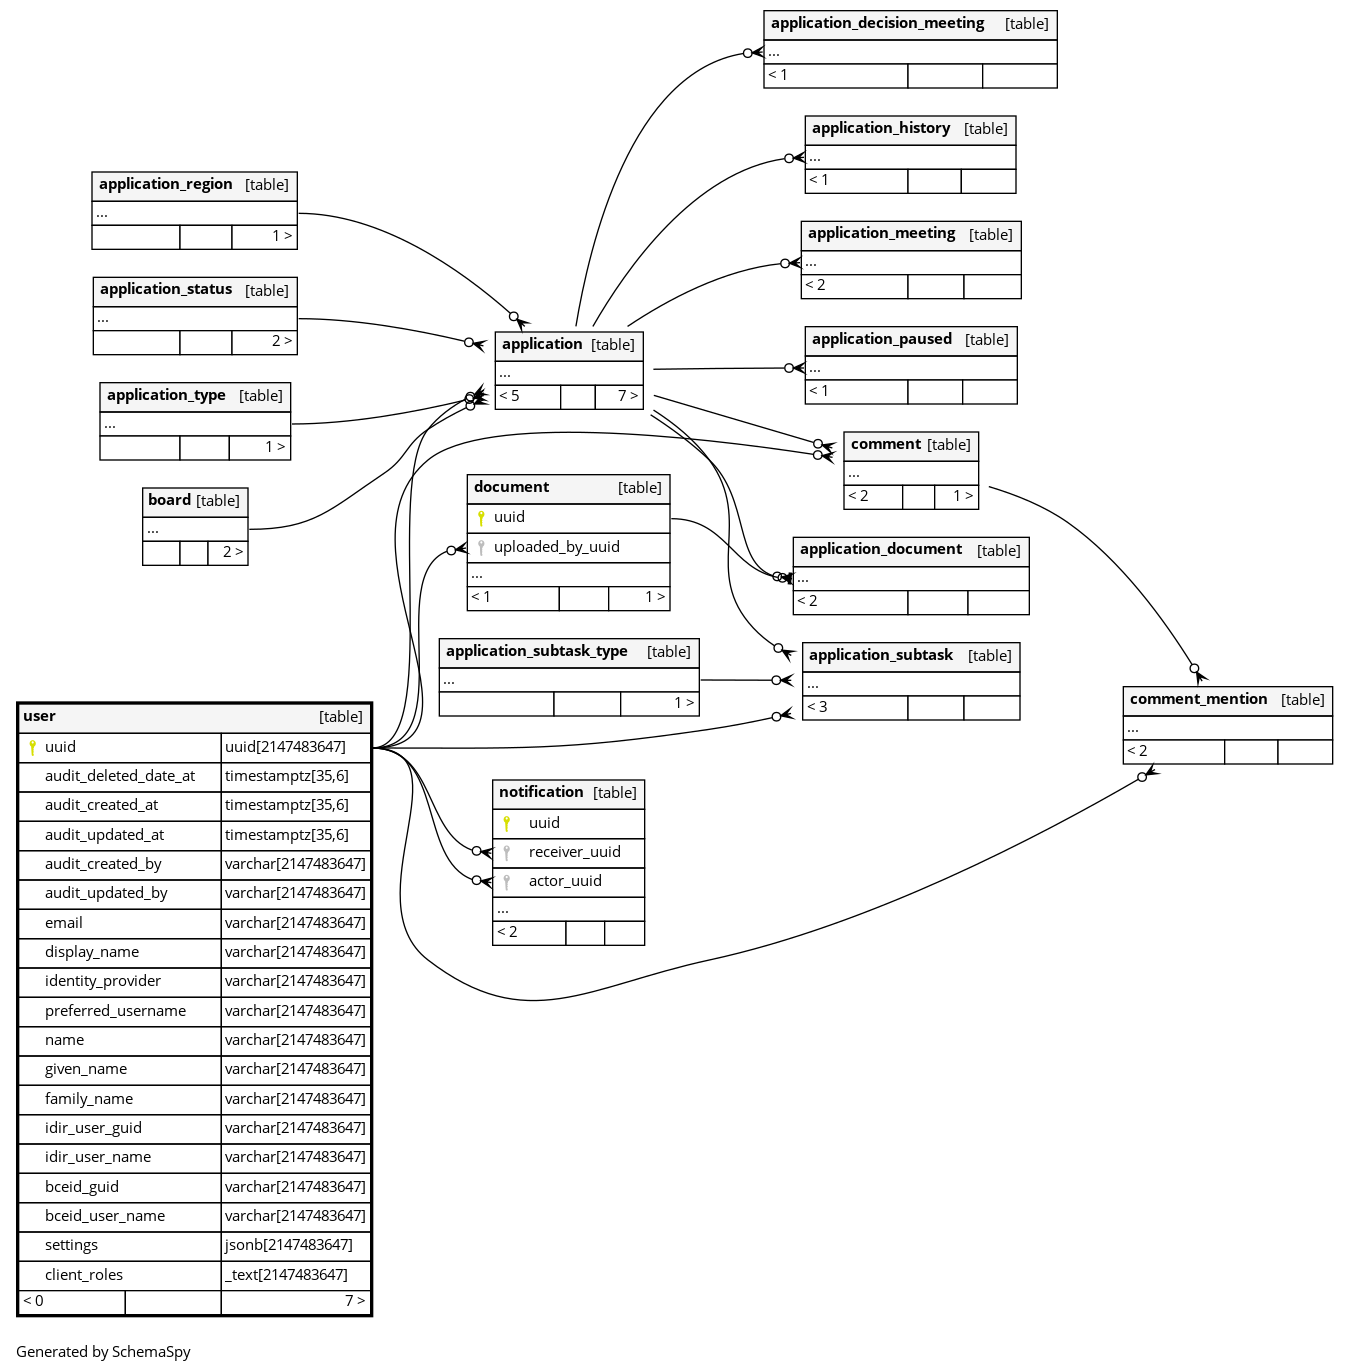 application_decision_meeting [table]
...
< 1
application_history [table]
...
< 1
application_region [table]
...
1 >
application_meeting [table]
...
< 2
application_status [table]
...
2 >
application [table]
...
< 5 7 >
application_paused [table]
...
< 1
application_type [table]
...
1 >
comment [table]
...
< 2 1 >
board [table]
...
2 >
document [table]
uuid
uploaded_by_uuid
...
< 1 1 >
application_document [table]
...
< 2
application_subtask_type [table]
...
1 >
application_subtask [table]
...
< 3
comment_mention [table]
...
< 2
user [table]
uuid uuid[2147483647]
audit_deleted_date_at timestamptz[35,6]
audit_created_at timestamptz[35,6]
audit_updated_at timestamptz[35,6]
audit_created_by varchar[2147483647]
audit_updated_by varchar[2147483647]
email varchar[2147483647]
display_name varchar[2147483647]
identity_provider varchar[2147483647]
preferred_username varchar[2147483647]
name varchar[2147483647]
given_name varchar[2147483647]
family_name varchar[2147483647]
idir_user_guid varchar[2147483647]
idir_user_name varchar[2147483647]
bceid_guid varchar[2147483647]
bceid_user_name varchar[2147483647]
settings jsonb[2147483647]
client_roles _text[2147483647]
< 0 7 >
notification [table]
uuid
receiver_uuid
actor_uuid
...
< 2
Generated by SchemaSpy